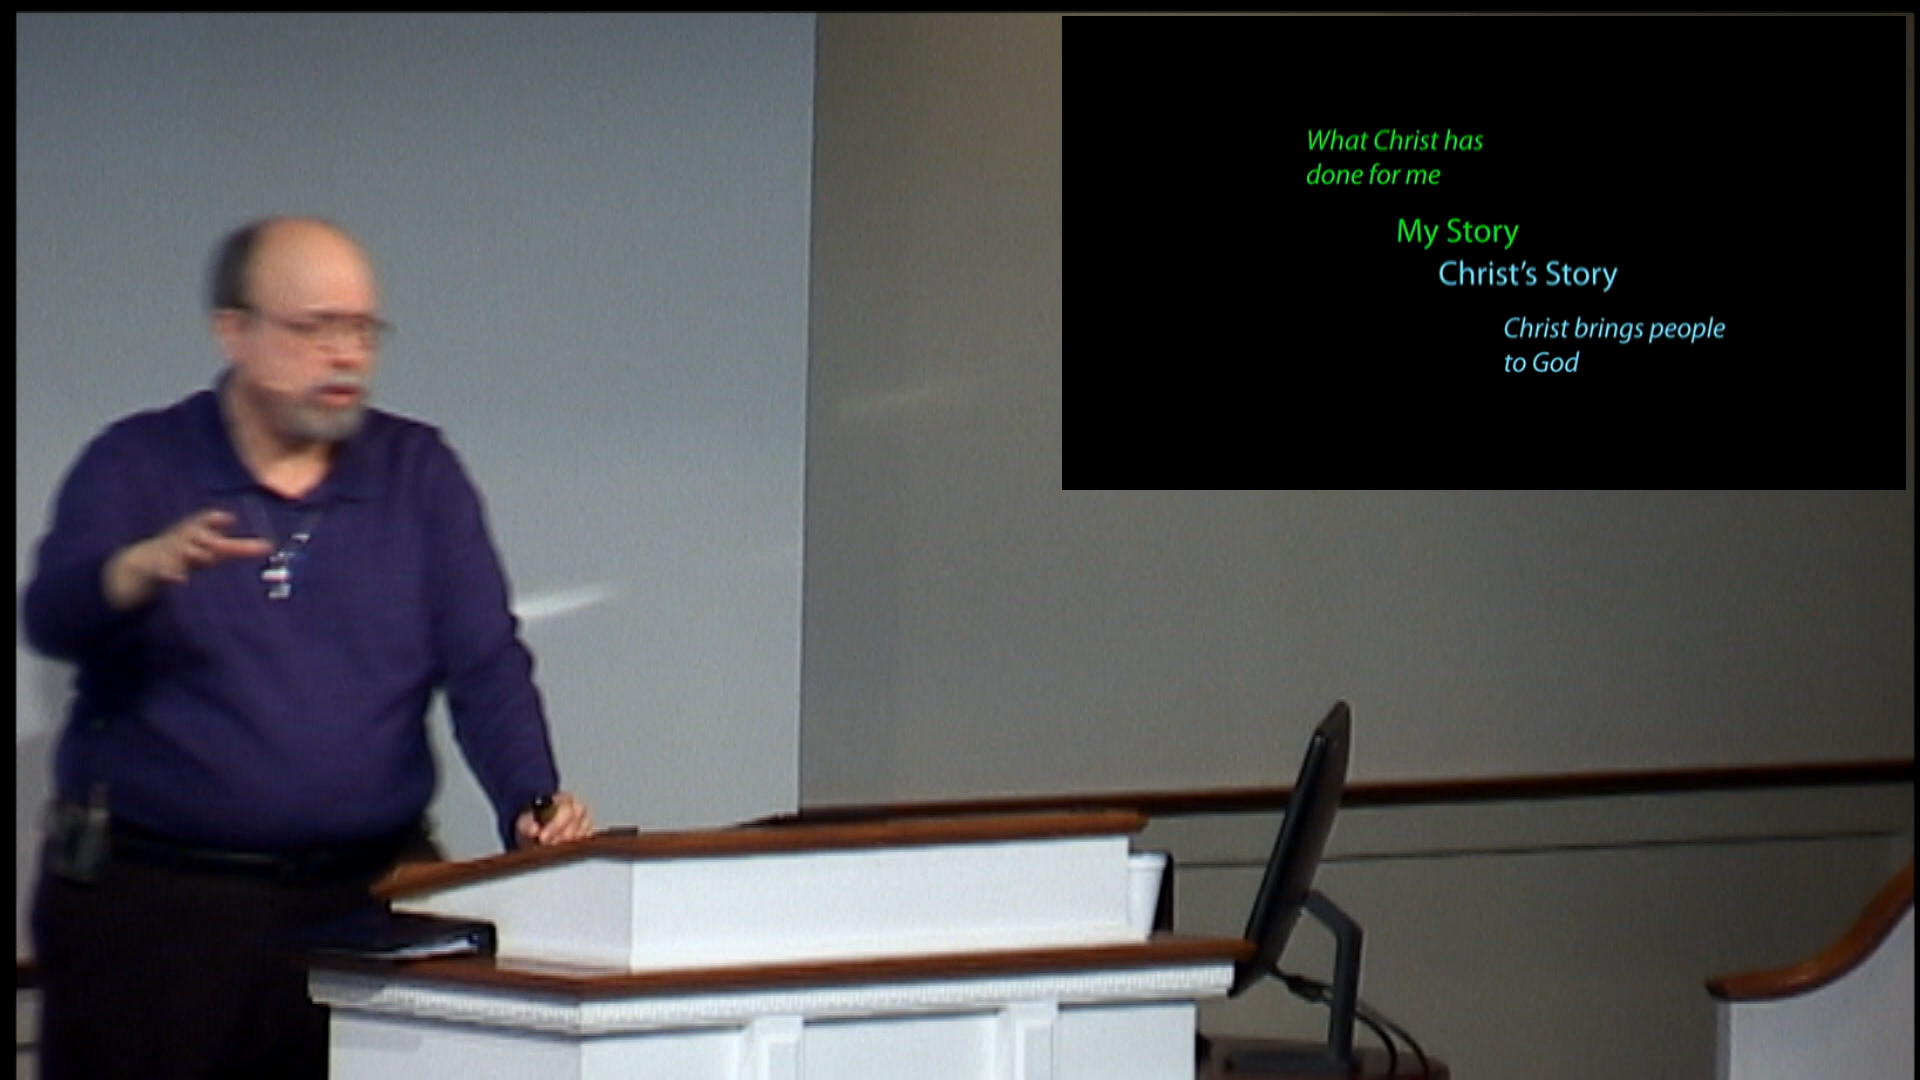 What Christ has
done for me
My Story
Christ’s Story
Christ brings people
to God